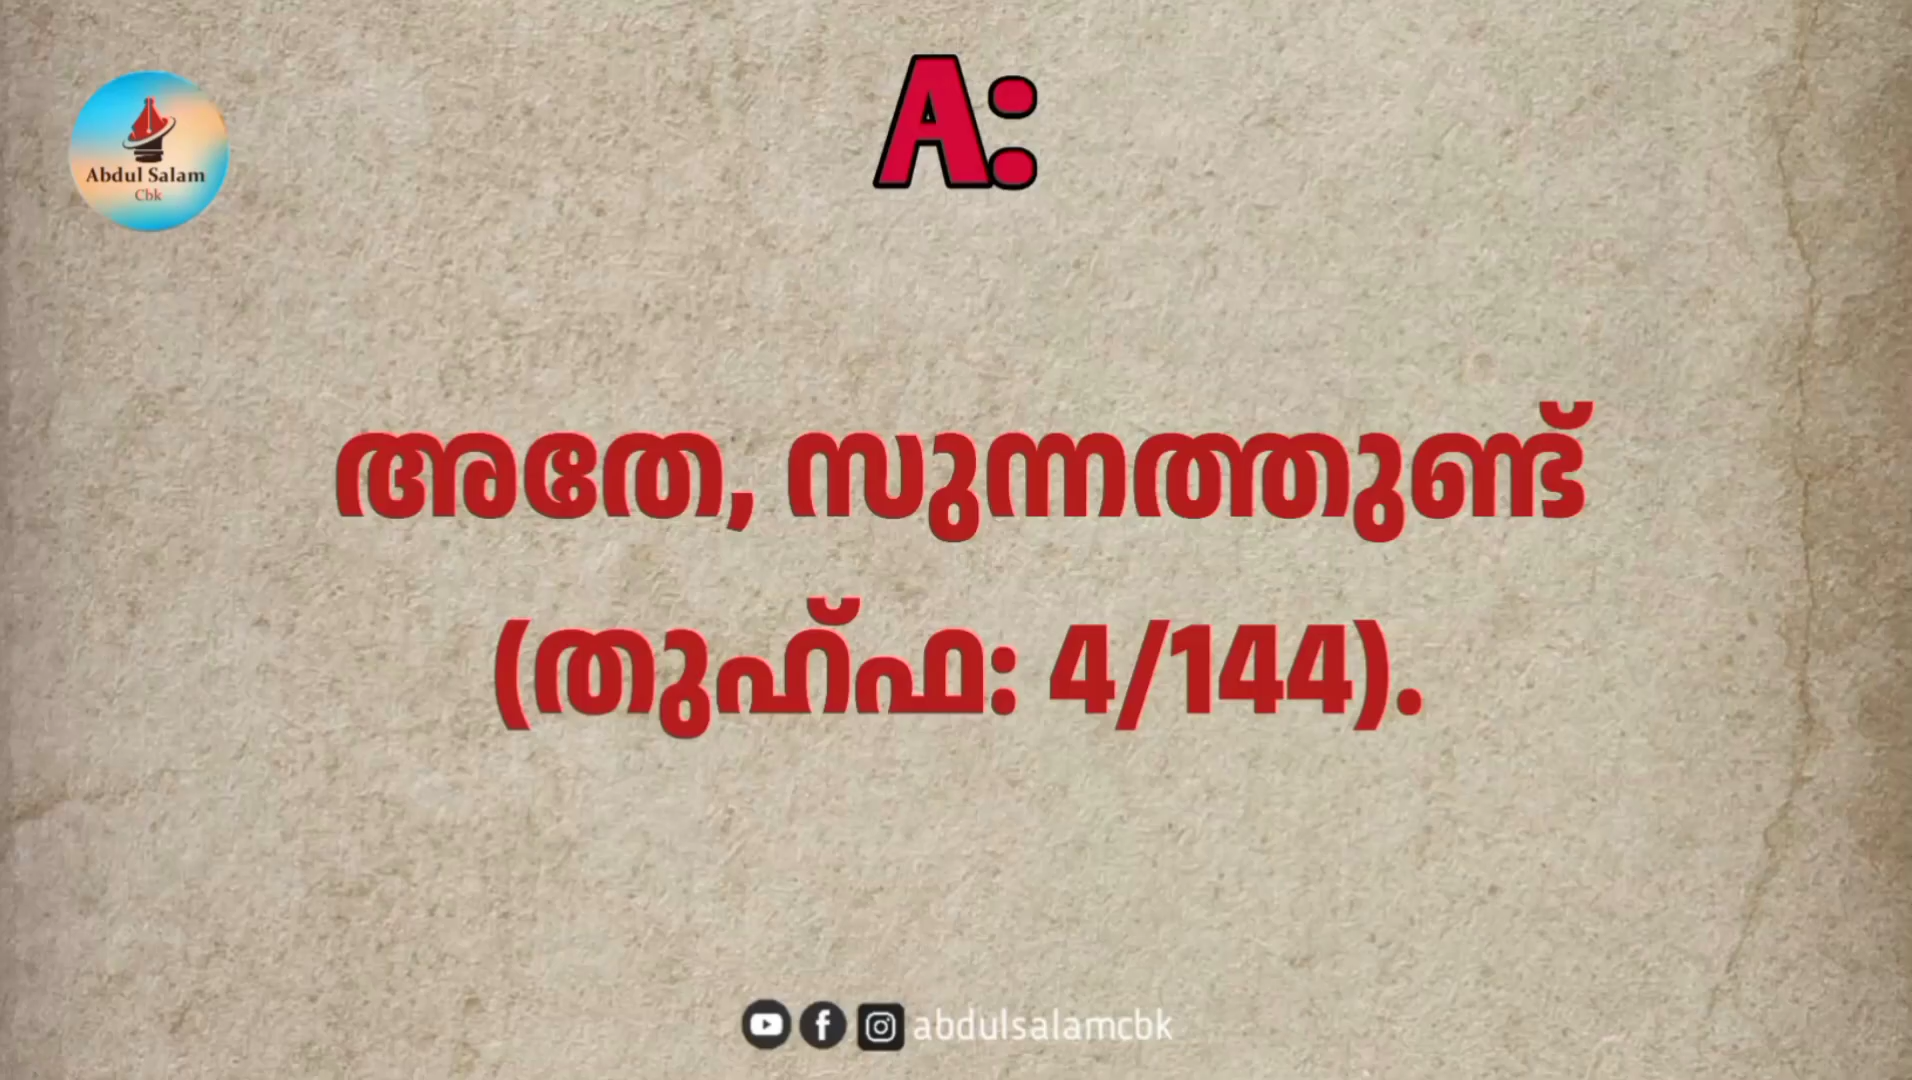 A:
Abdul Salam
Cbk
അതേ, സുന്നത്തുണ്ട്
(തുഹ്ഫ: 4/144).
abdulsalamcbk